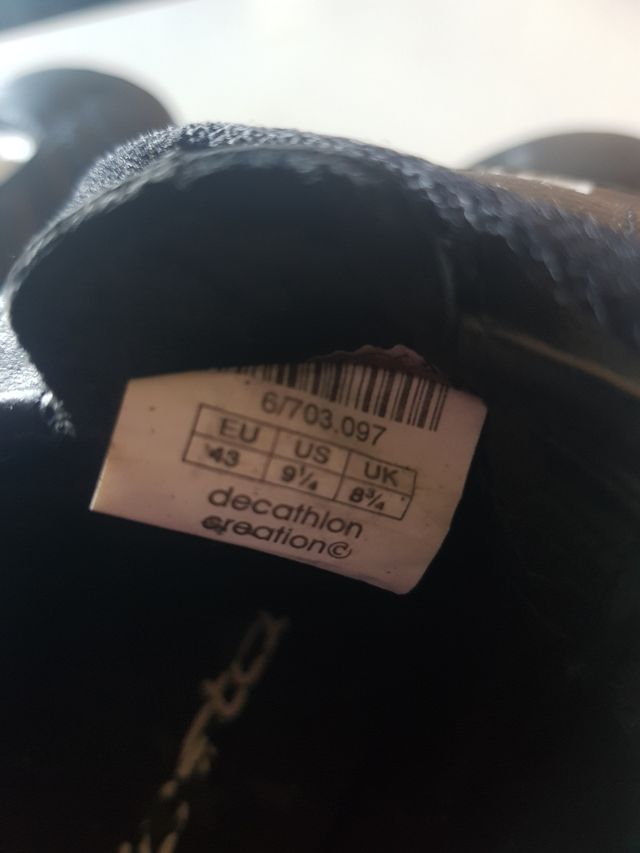 6/703.097
EU US UK
43 9¼ 8¾
decathlon
creation©